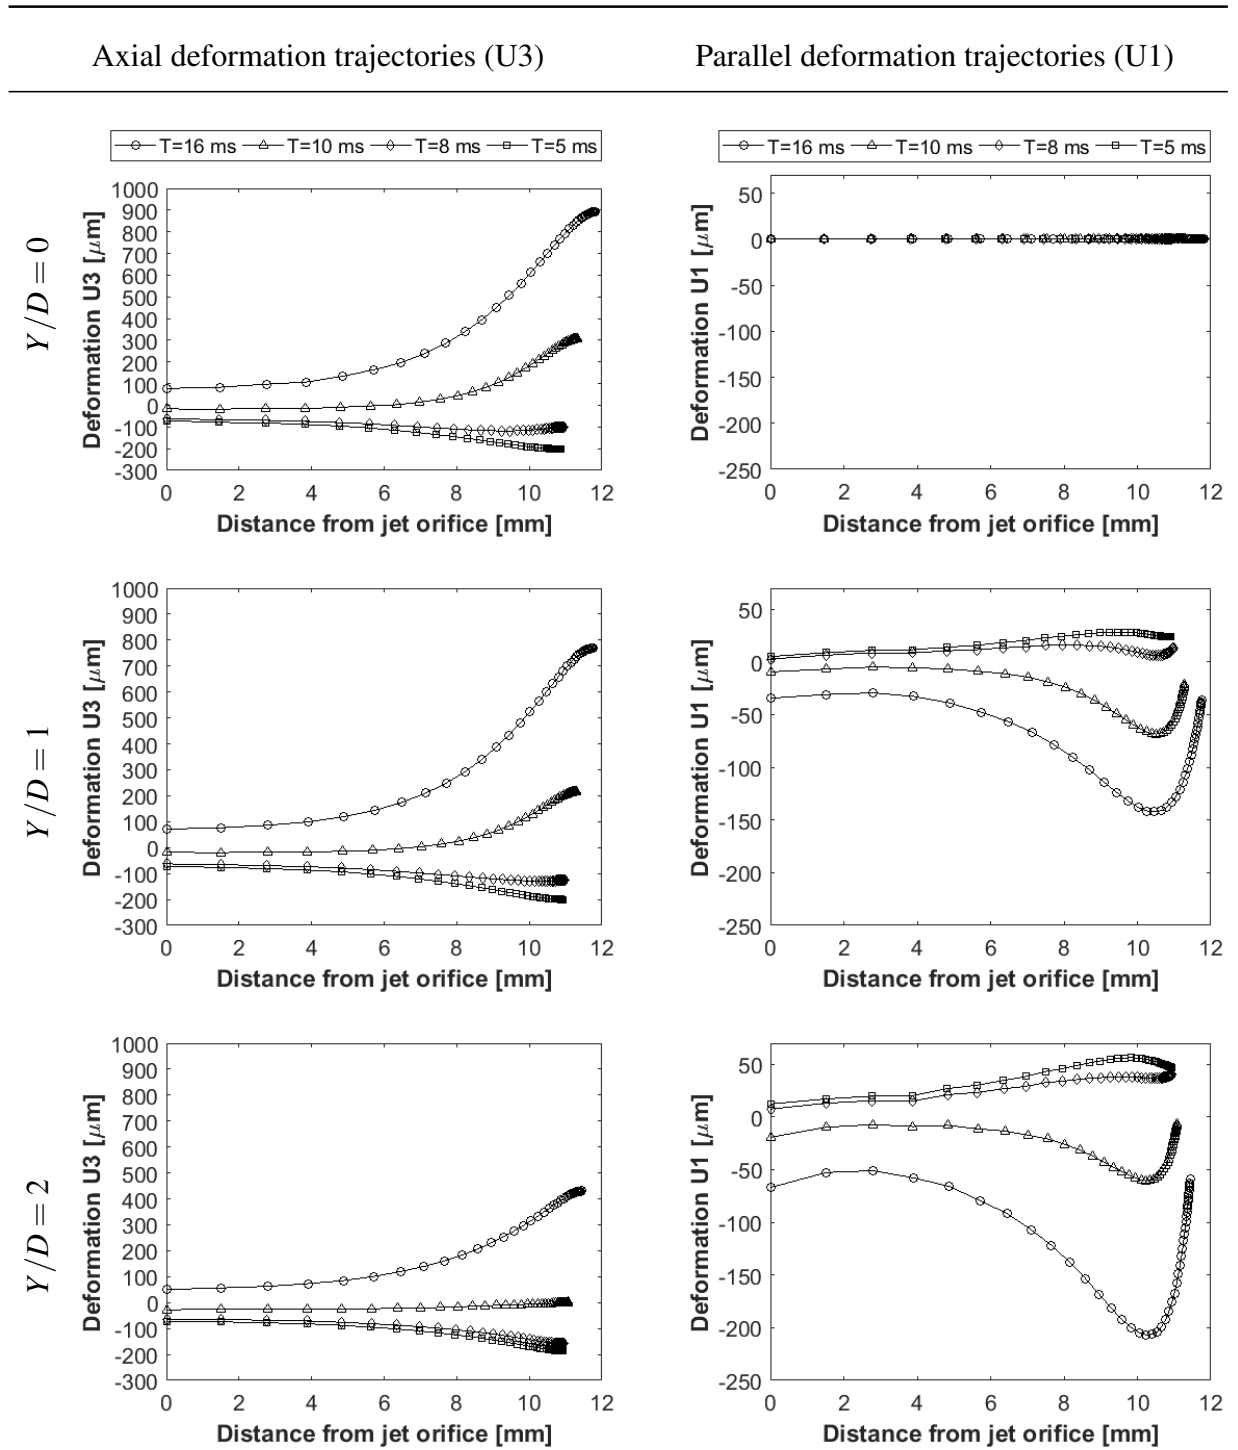 Axial deformation trajectories (U3)
Parallel deformation trajectories (U1)
Y/D = 0
T=16 ms T=10 ms T=8 ms T=5 ms
Deformation U3 [μm]
1000
900
800
700
600
500
400
300
200
100
0
-100
-200
-300
0 2 4 6 8 10 12
Distance from jet orifice [mm]
T=16 ms T=10 ms T=8 ms T=5 ms
Deformation U1 [μm]
50
0
-50
-100
-150
-200
-250
0 2 4 6 8 10 12
Distance from jet orifice [mm]
Y/D = 1
Deformation U3 [μm]
1000
900
800
700
600
500
400
300
200
100
0
-100
-200
-300
0 2 4 6 8 10 12
Distance from jet orifice [mm]
Deformation U1 [μm]
50
0
-50
-100
-150
-200
-250
0 2 4 6 8 10 12
Distance from jet orifice [mm]
Y/D = 2
Deformation U3 [μm]
1000
900
800
700
600
500
400
300
200
100
0
-100
-200
-300
0 2 4 6 8 10 12
Distance from jet orifice [mm]
Deformation U1 [μm]
50
0
-50
-100
-150
-200
-250
0 2 4 6 8 10 12
Distance from jet orifice [mm]